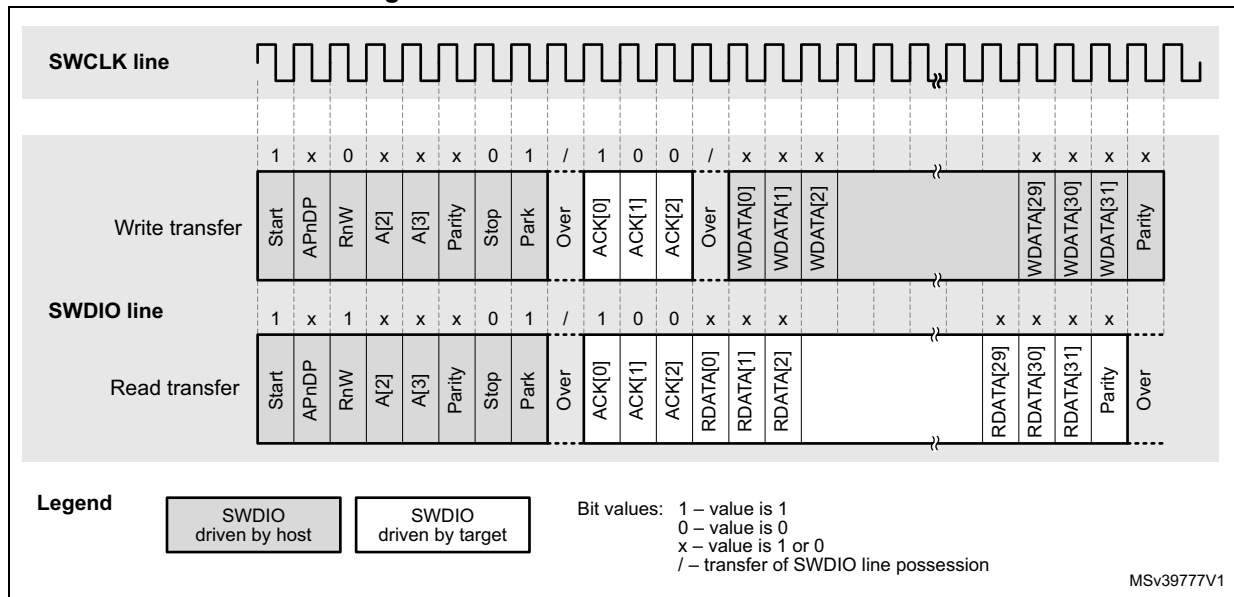 SWCLK line
1 x 0 x x x 0 1 / 1 0 0 / x x x x x x x
Write transfer
Start
APnDP
RnW
A[2]
A[3]
Parity
Stop
Park
Over
ACK[0]
ACK[1]
ACK[2]
Over
WDATA[0]
WDATA[1]
WDATA[2]
WDATA[29]
WDATA[30]
WDATA[31]
Parity
SWDIO line
1 x 1 x x x 0 1 / 1 0 0 x x x x x x x
Read transfer
Start
APnDP
RnW
A[2]
A[3]
Parity
Stop
Park
Over
ACK[0]
ACK[1]
ACK[2]
RDATA[0]
RDATA[1]
RDATA[2]
RDATA[29]
RDATA[30]
RDATA[31]
Parity
Over
Legend
SWDIO
driven by host
SWDIO
driven by target
Bit values: 1 – value is 1
0 – value is 0
x – value is 1 or 0
/ – transfer of SWDIO line possession
MSv39777V1